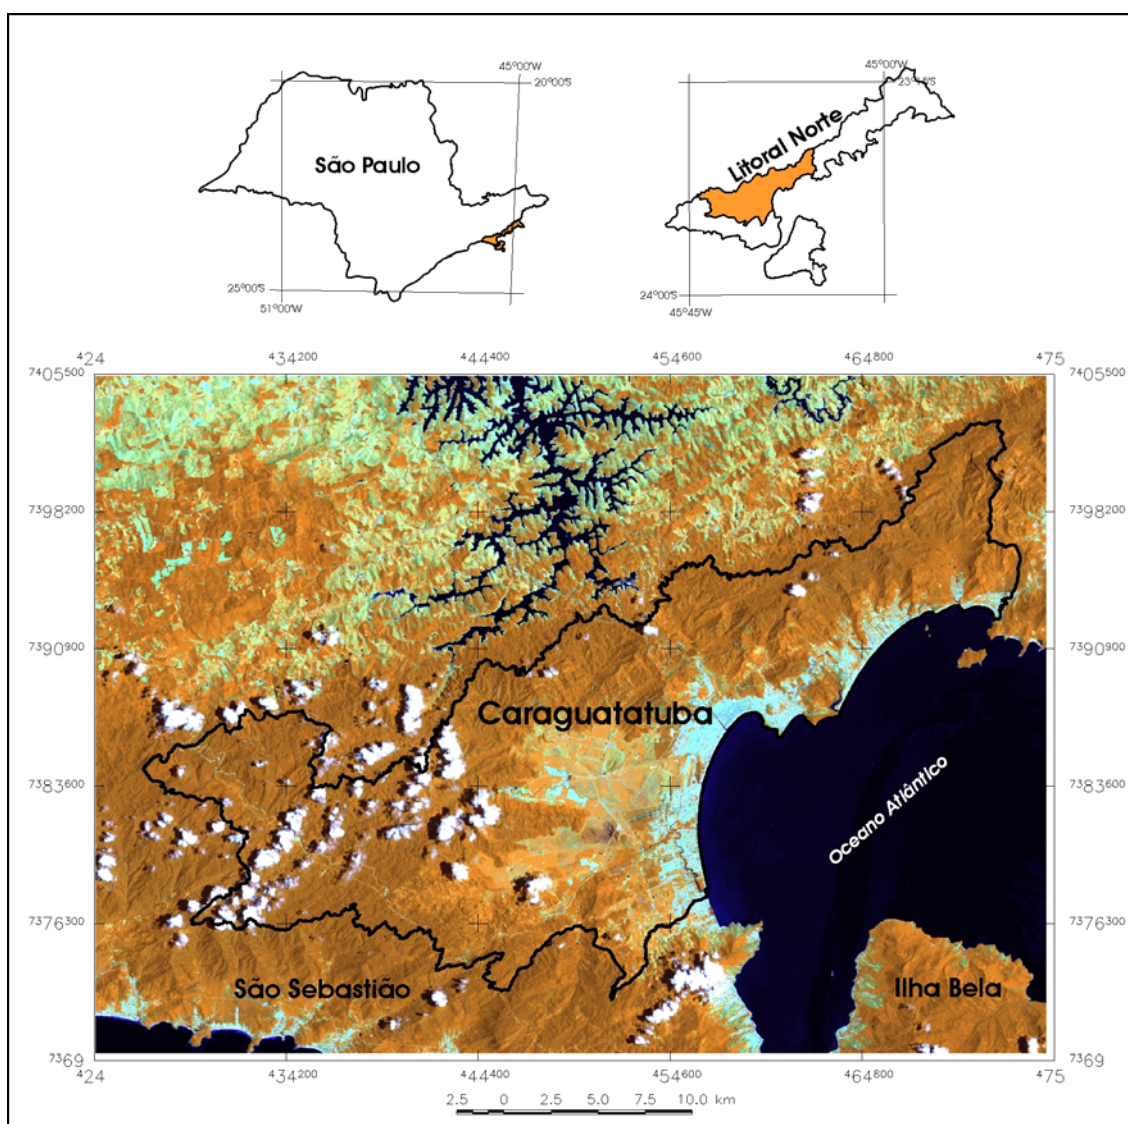 45°00'W
20°00'S
São Paulo
25°00'S
51°00'W
45°00'W
23°15'S
Litoral Norte
24°00'S
45°45'W
424 434200 444400 454600 464800 475
7405500 7405500
7398200 7398200
7390900 7390900
Caraguatatuba
7383600 7383600
Oceano Atlântico
7376300 7376300
São Sebastião Ilha Bela
7369 7369
424 434200 444400 454600 464800 475
2.5 0 2.5 5.0 7.5 10.0 km